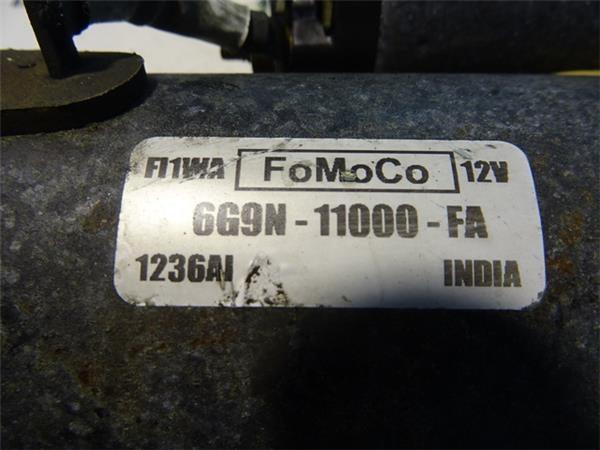 FI1WA FoMoCo 12V
6G9N - 11000 - FA
1236AI INDIA